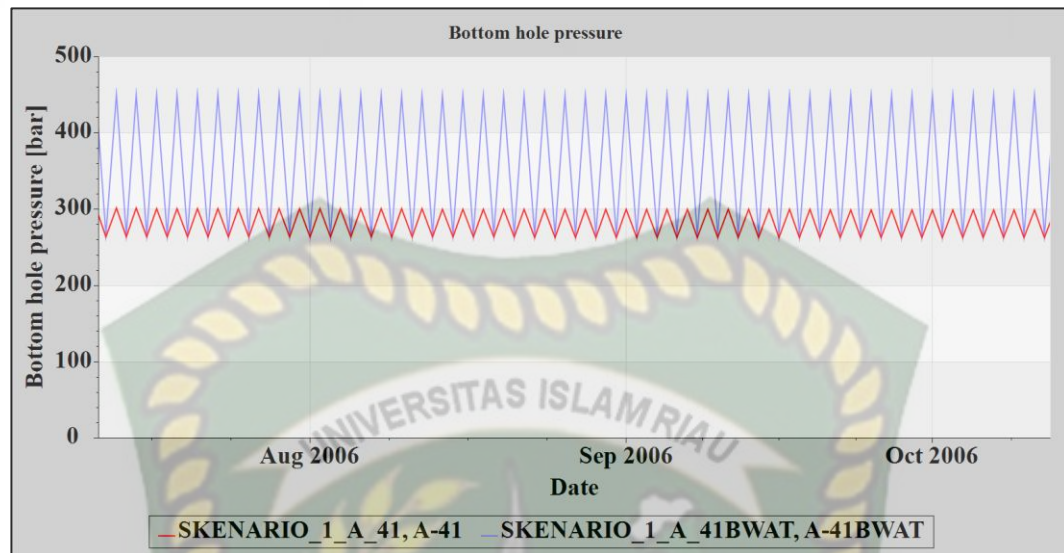 Bottom hole pressure
500
400
300
200
100
0
Bottom hole pressure [bar]
Aug 2006
Sep 2006
Oct 2006
Date
UNIVERSITAS ISLAM RIAU
SKENARIO_1_A_41, A-41
SKENARIO_1_A_41BWAT, A-41BWAT